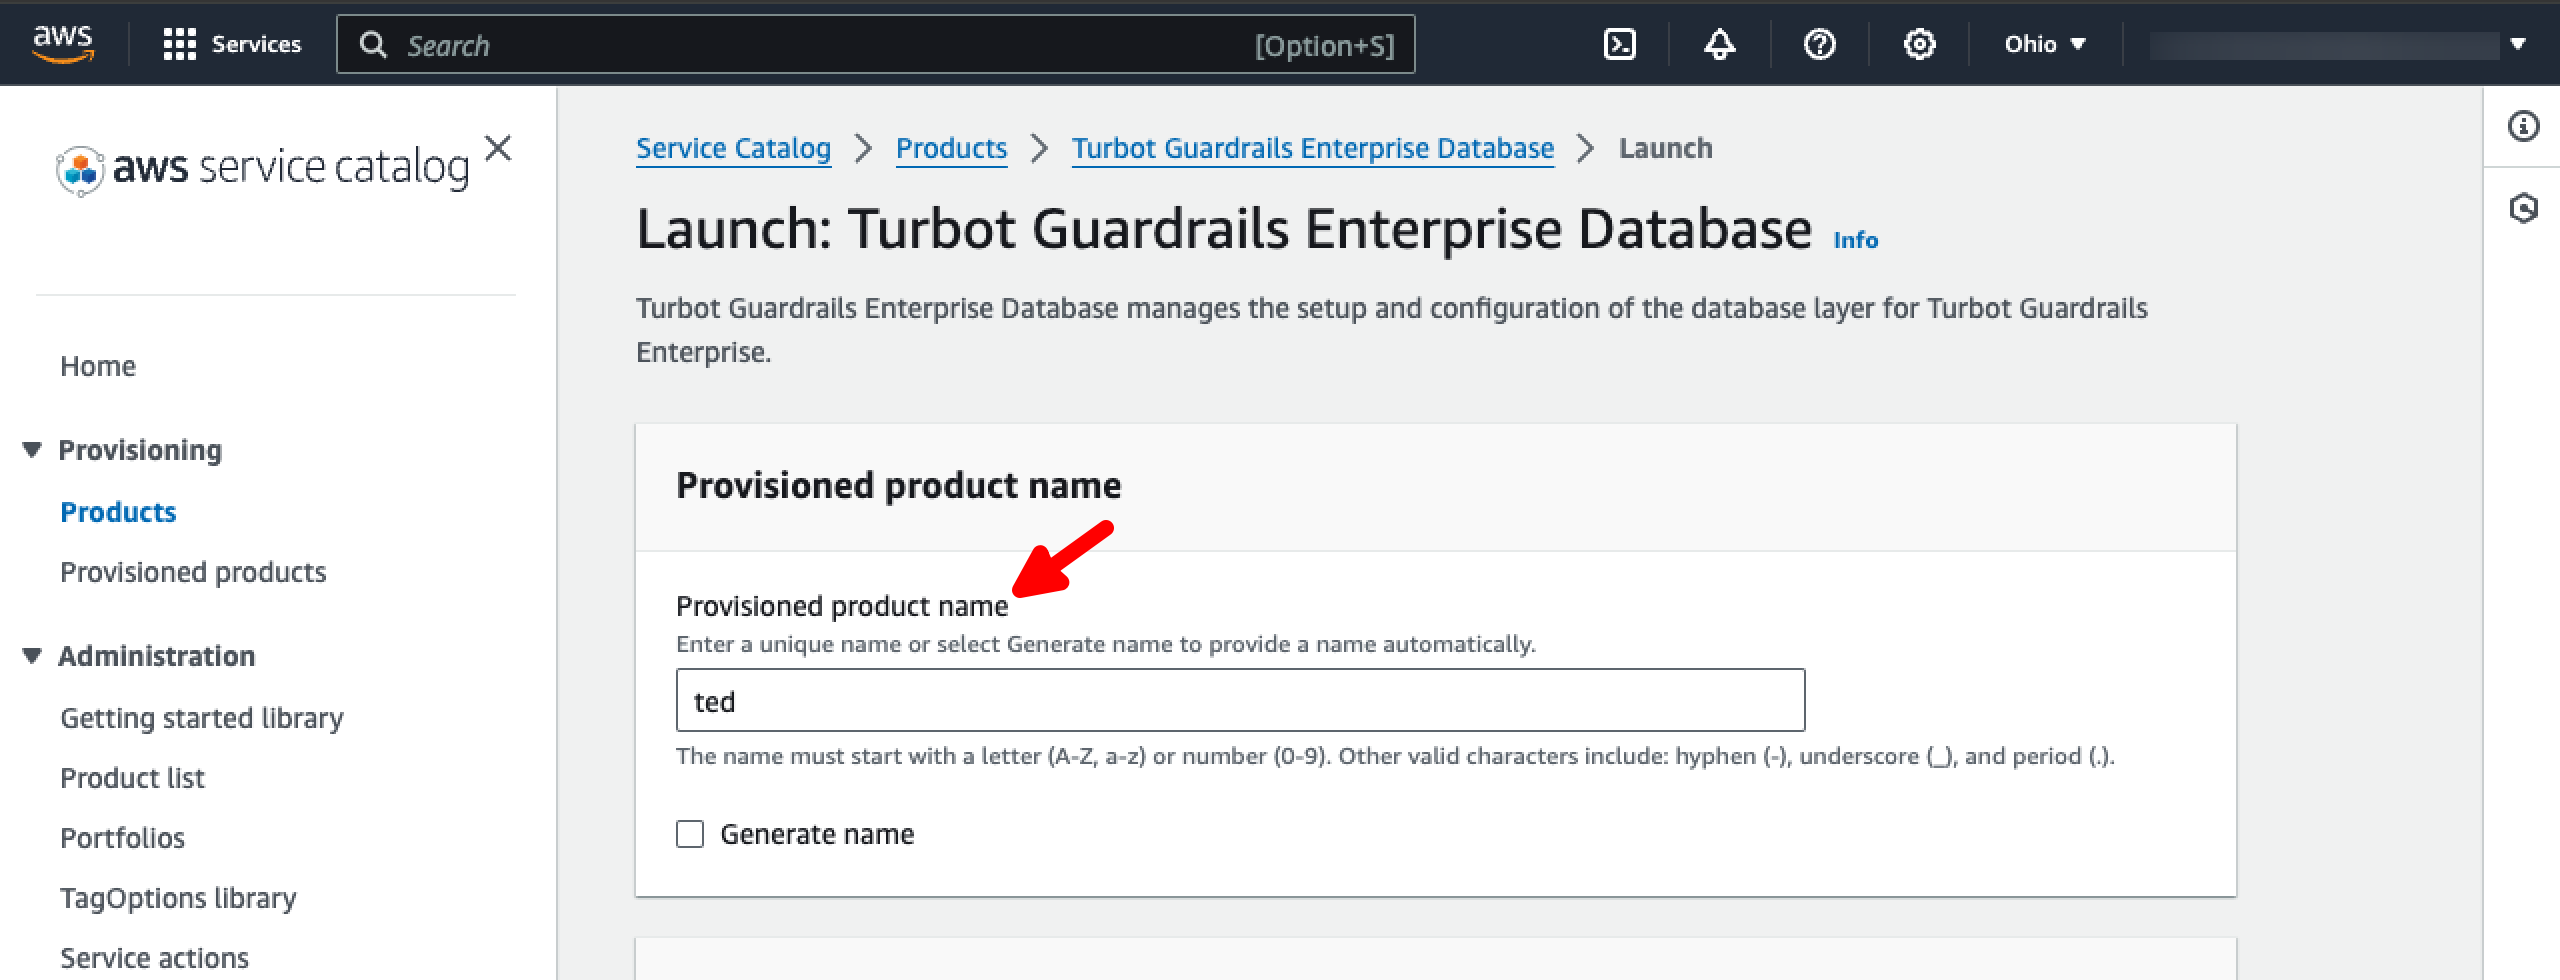 aws
Services
Search
[Option+S]
Ohio
aws service catalog
Home
Provisioning
Products
Provisioned products
Administration
Getting started library
Product list
Portfolios
TagOptions library
Service actions
Service Catalog
Products
Turbot Guardrails Enterprise Database
Launch
Launch: Turbot Guardrails Enterprise Database Info
Turbot Guardrails Enterprise Database manages the setup and configuration of the database layer for Turbot Guardrails
Enterprise.
Provisioned product name
Provisioned product name
Enter a unique name or select Generate name to provide a name automatically.
ted
The name must start with a letter (A-Z, a-z) or number (0-9). Other valid characters include: hyphen (-), underscore (_), and period (.).
Generate name